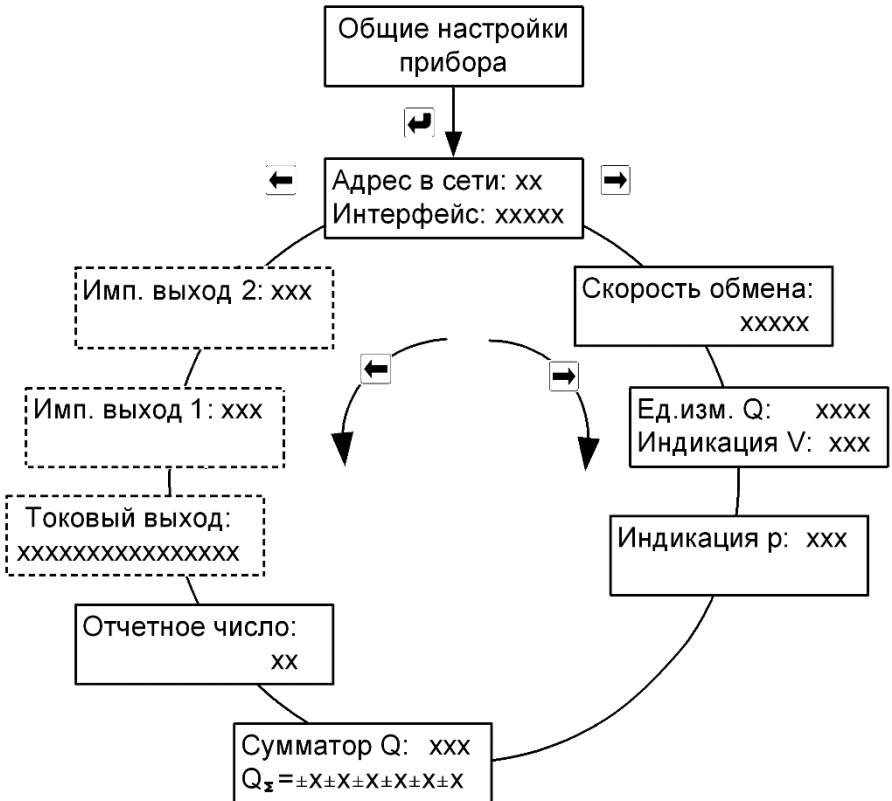 Общие настройки
прибора
Адрес в сети: xx
Интерфейс: xxxxx
Скорость обмена:
xxxxx
Ед.изм. Q: xxxx
Индикация V: xxx
Индикация p: xxx
Сумматор Q: xxx
QΣ=±x±x±x±x±x±x
Отчетное число:
xx
Токовый выход:
xxxxxxxxxxxxxxxx
Имп. выход 1: xxx
Имп. выход 2: xxx